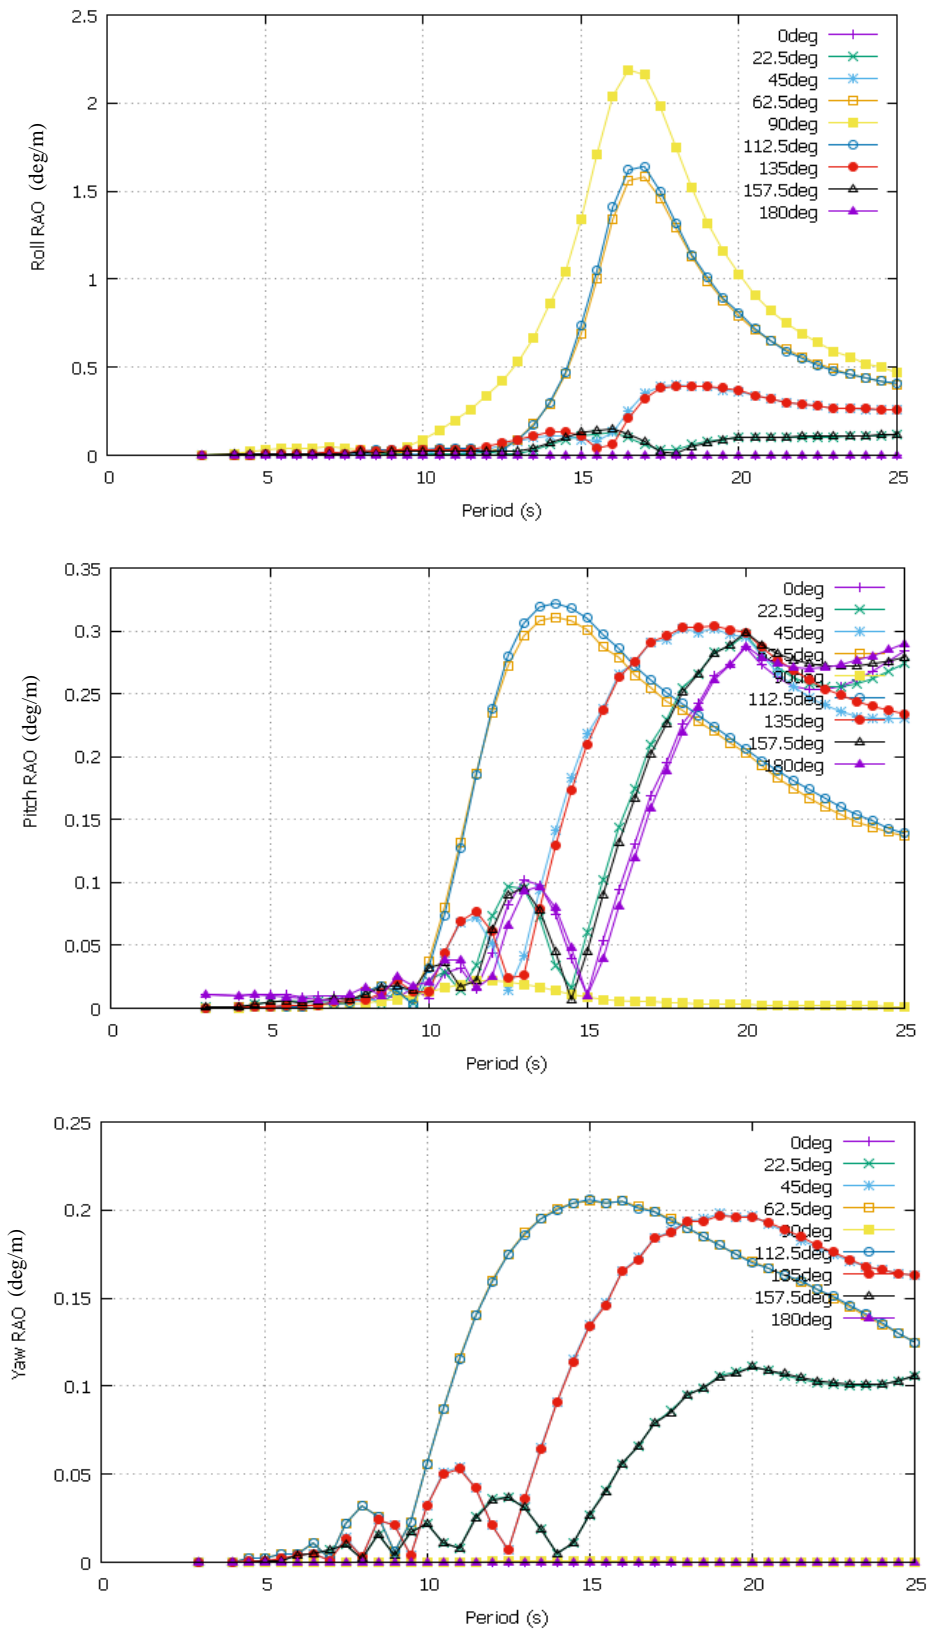 2.5
2
1.5
1
0.5
0
Roll RAO (deg/m)
0deg
22.5deg
45deg
62.5deg
90deg
112.5deg
135deg
157.5deg
180deg
0 5 10 15 20 25
Period (s)
0.35
0.3
0.25
0.2
0.15
0.1
0.05
0
Pitch RAO (deg/m)
0deg
22.5deg
45deg
62.5deg
90deg
112.5deg
135deg
157.5deg
180deg
0 5 10 15 20 25
Period (s)
0.25
0.2
0.15
0.1
0.05
0
Yaw RAO (deg/m)
0deg
22.5deg
45deg
62.5deg
90deg
112.5deg
135deg
157.5deg
180deg
0 5 10 15 20 25
Period (s)